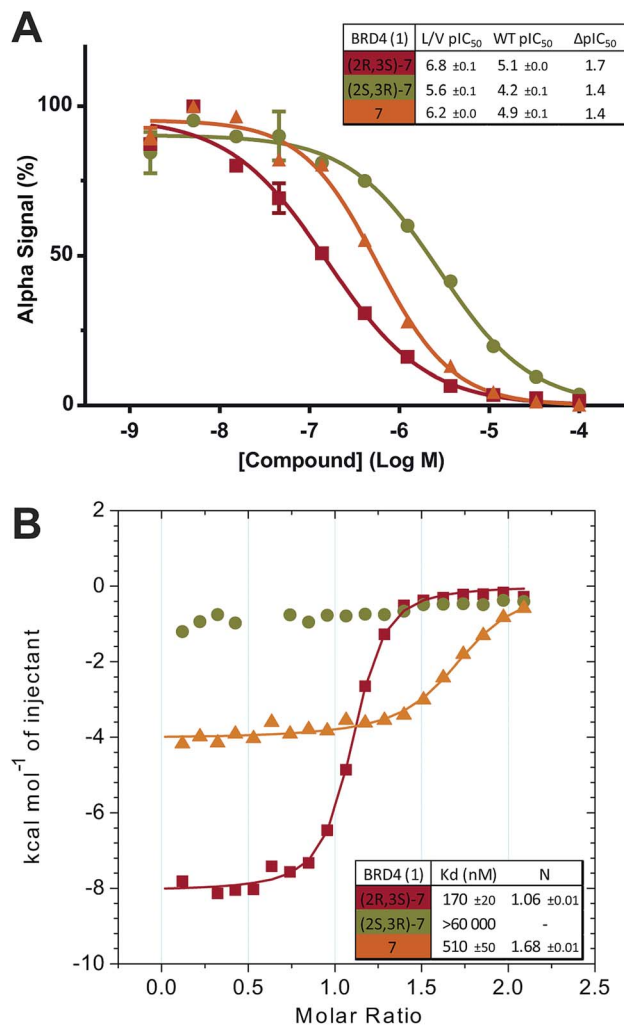 A
BRD4 (1) L/V pIC50 WT pIC50 ΔpIC50
(2R,3S)-7 6.8 ±0.1 5.1 ±0.0 1.7
(2S,3R)-7 5.6 ±0.1 4.2 ±0.1 1.4
7 6.2 ±0.0 4.9 ±0.1 1.4
Alpha Signal (%)
100
50
0
-9 -8 -7 -6 -5 -4
[Compound] (Log M)
B
kcal mol-1 of injectant
2
0
-2
-4
-6
-8
-10
BRD4 (1) Kd (nM) N
(2R,3S)-7 170 ±20 1.06 ±0.01
(2S,3R)-7 >60 000 -
7 510 ±50 1.68 ±0.01
0.0 0.5 1.0 1.5 2.0 2.5
Molar Ratio